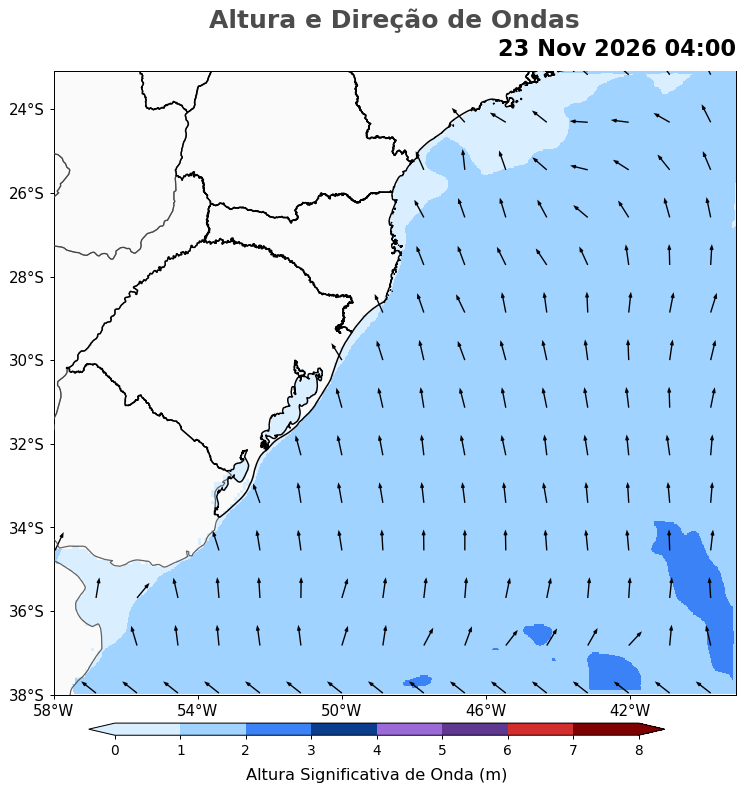 Altura e Direção de Ondas
23 Nov 2026 04:00
24°S
26°S
28°S
30°S
32°S
34°S
36°S
38°S
58°W 54°W 50°W 46°W 42°W
0 1 2 3 4 5 6 7 8
Altura Significativa de Onda (m)